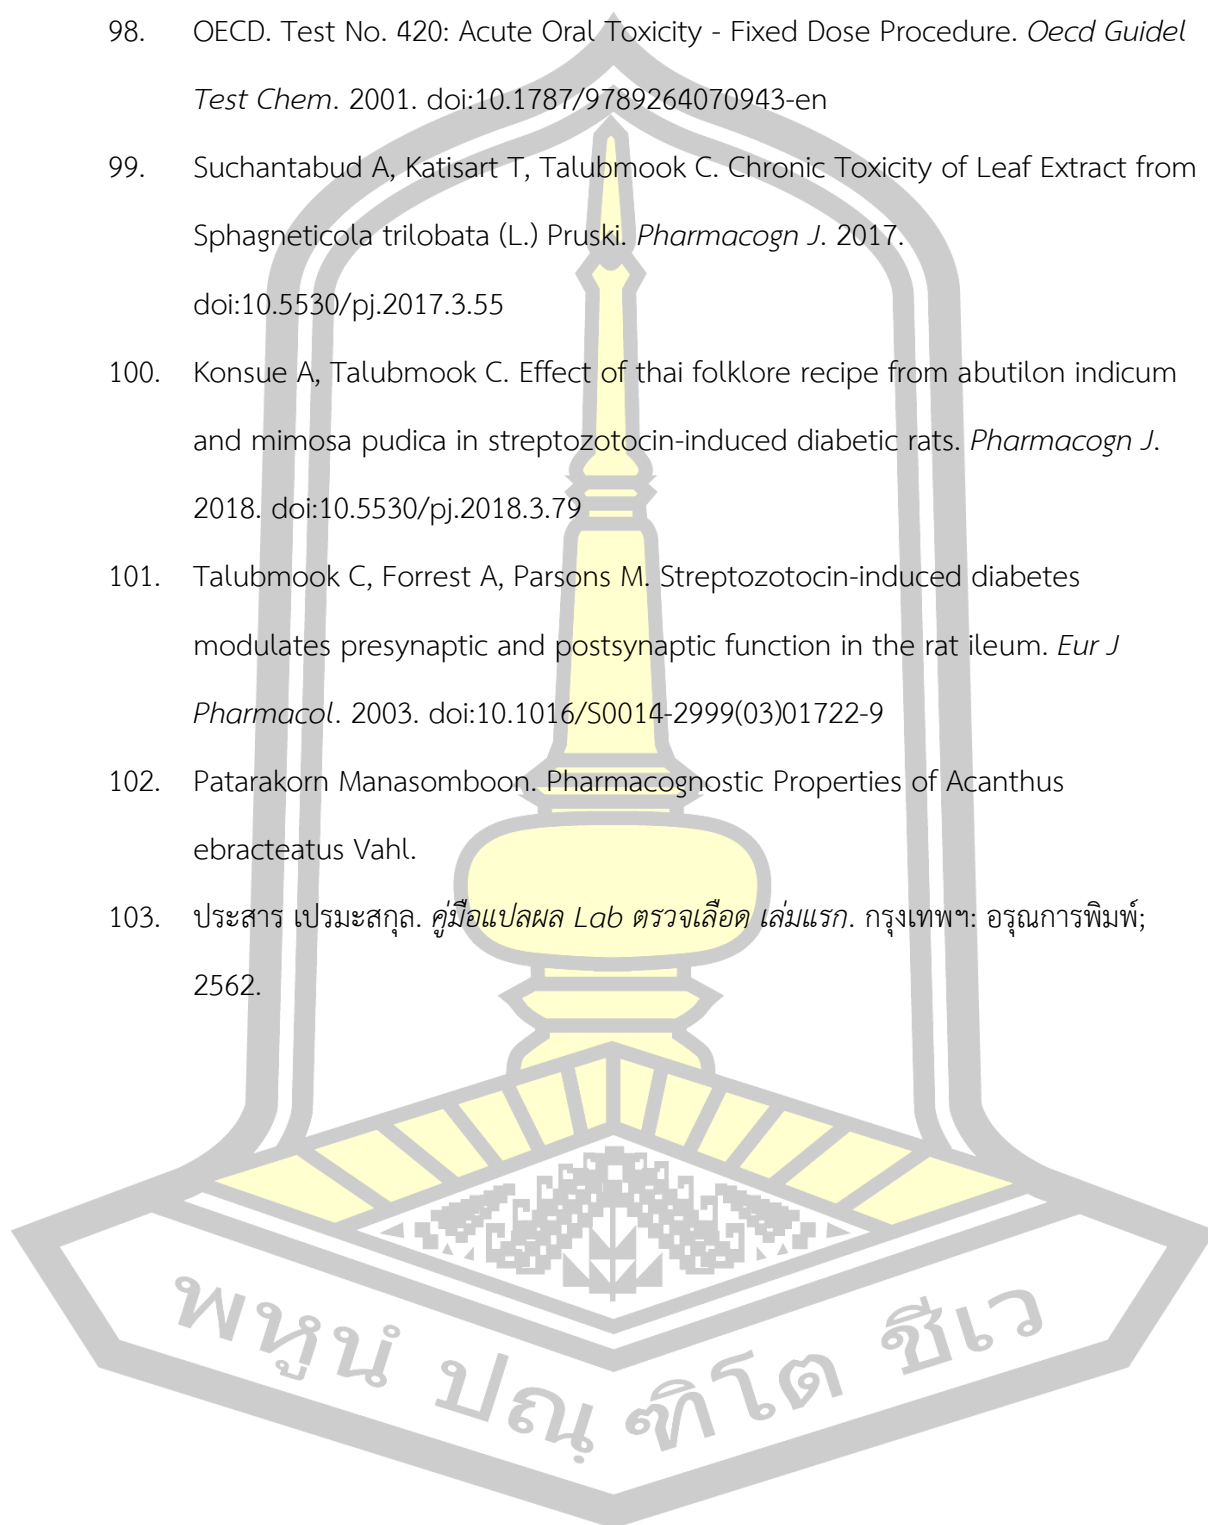 98. OECD. Test No. 420: Acute Oral Toxicity - Fixed Dose Procedure. Oecd Guidel
Test Chem. 2001. doi:10.1787/9789264070943-en
99. Suchantabud A, Katisart T, Talubmook C. Chronic Toxicity of Leaf Extract from
Sphagneticola trilobata (L.) Pruski. Pharmacogn J. 2017.
doi:10.5530/pj.2017.3.55
100. Konsue A, Talubmook C. Effect of thai folklore recipe from abutilon indicum
and mimosa pudica in streptozotocin-induced diabetic rats. Pharmacogn J.
2018. doi:10.5530/pj.2018.3.79
101. Talubmook C, Forrest A, Parsons M. Streptozotocin-induced diabetes
modulates presynaptic and postsynaptic function in the rat ileum. Eur J
Pharmacol. 2003. doi:10.1016/S0014-2999(03)01722-9
102. Patarakorn Manasomboon. Pharmacognostic Properties of Acanthus
ebracteatus Vahl.
103. ประสาร เปรมะสกุล. คู่มือแปลผล Lab ตรวจเลือด เล่มแรก. กรุงเทพฯ: อรุณการพิมพ์;
2562.
พหูนํ ปณฺฑิโต ชีเว